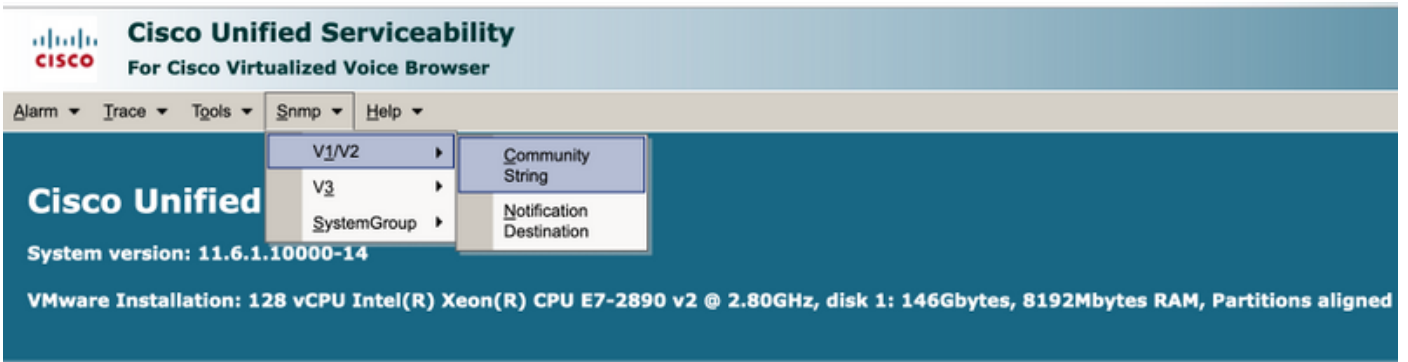 Cisco Unified Serviceability
CISCO
For Cisco Virtualized Voice Browser
Alarm Trace Tools Snmp Help
V1/V2
Community
String
V3
Notification
Destination
SystemGroup
Cisco Unified
System version: 11.6.1.10000-14
VMware Installation: 128 vCPU Intel(R) Xeon(R) CPU E7-2890 v2 @ 2.80GHz, disk 1: 146Gbytes, 8192Mbytes RAM, Partitions aligned